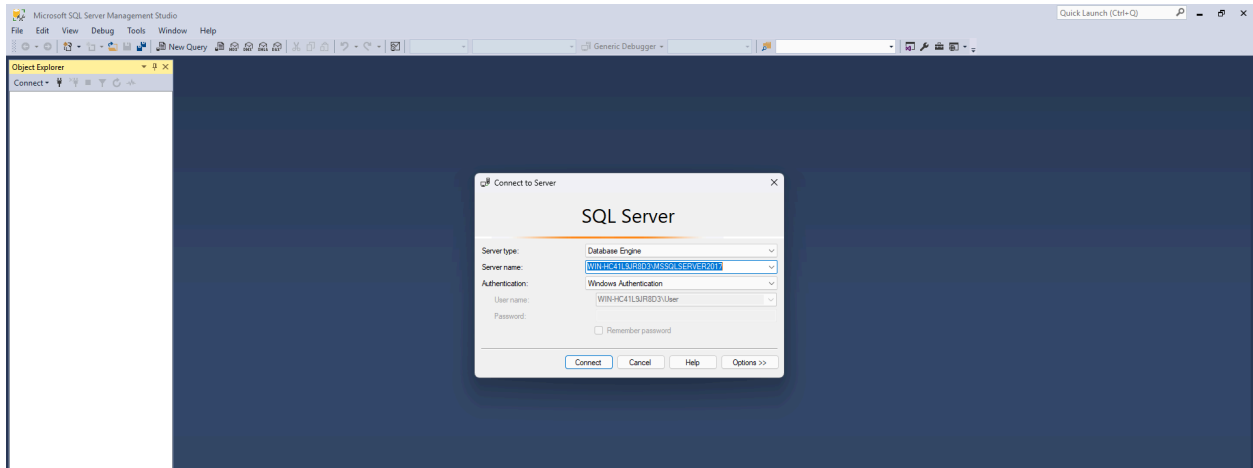 Microsoft SQL Server Management Studio
Quick Launch (Ctrl+Q)
File Edit View Debug Tools Window Help
New Query
Generic Debugger
Object Explorer
Connect
Connect to Server
SQL Server
Server type: Database Engine
Server name: WIN-HC41L9JR8D3\MSSQLSERVER2017
Authentication: Windows Authentication
User name: WIN-HC41L9JR8D3\User
Password:
Remember password
Connect Cancel Help Options >>